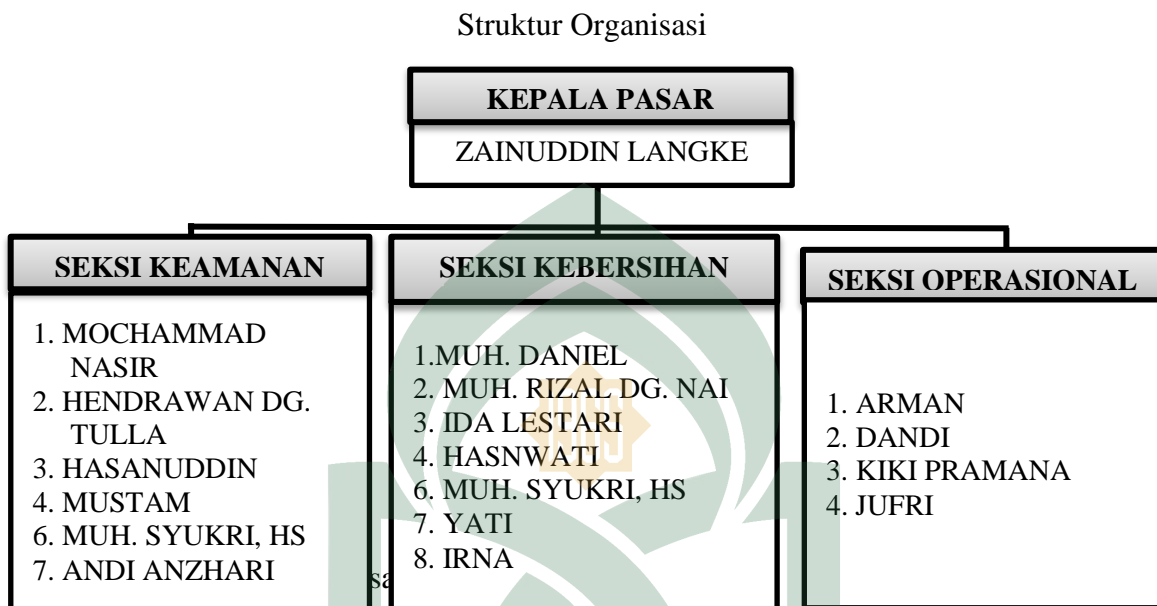 Struktur Organisasi
KEPALA PASAR
ZAINUDDIN LANGKE
SEKSI KEAMANAN
1. MOCHAMMAD
NASIR
2. HENDRAWAN DG.
TULLA
3. HASANUDDIN
4. MUSTAM
6. MUH. SYUKRI, HS
7. ANDI ANZHARI
SEKSI KEBERSIHAN
1.MUH. DANIEL
2. MUH. RIZAL DG. NAI
3. IDA LESTARI
4. HASNWATI
6. MUH. SYUKRI, HS
7. YATI
8. IRNA
SEKSI OPERASIONAL
1. ARMAN
2. DANDI
3. KIKI PRAMANA
4. JUFRI